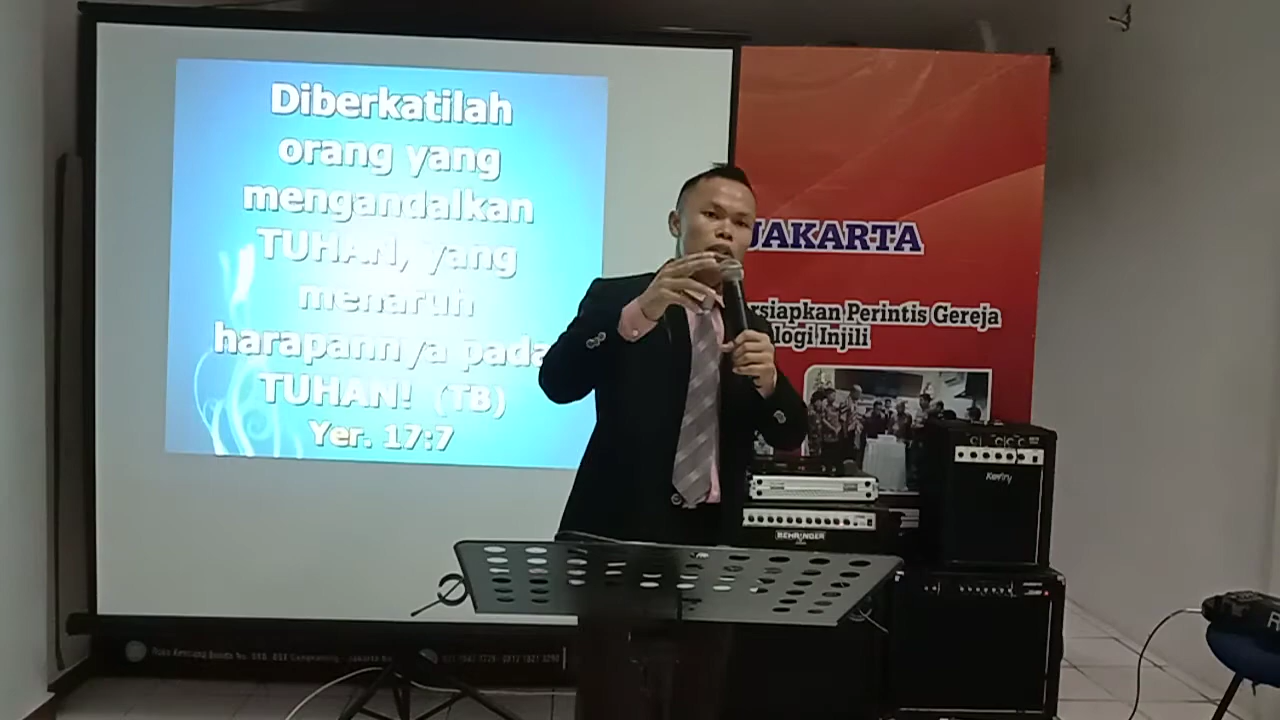 Diberkatilah
orang yang
mengandalkan
TUHAN, yang
menaruh
harapannya pada
TUHAN! (TB)
Yer. 17:7
JAKARTA
rsiapkan Perintis Gereja
logi Injili
BEHRINGER